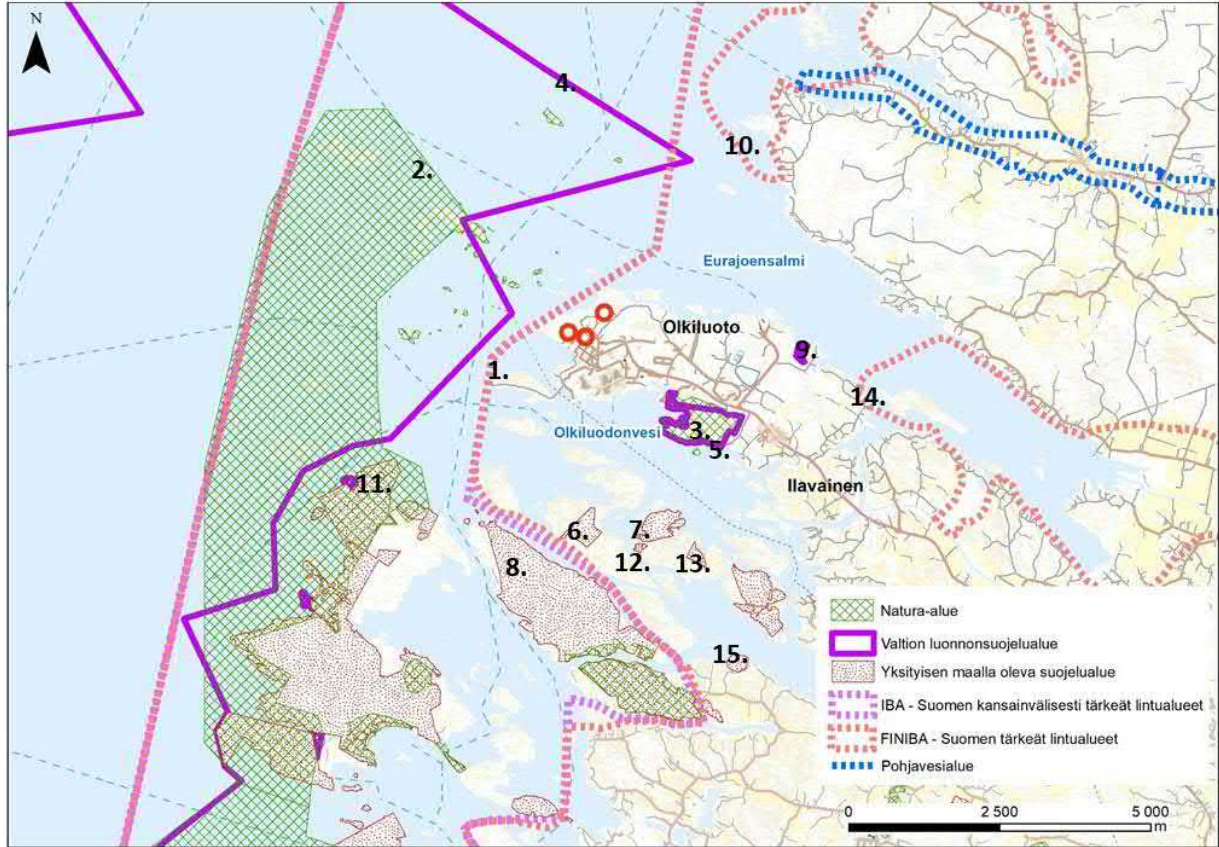 N
4.
10.
2.
Eurajoensalmi
Olkiluoto
9.
1.
14.
Olkiluodonvesi
3.
5.
Ilavainen
11.
6.
7.
12.
13.
8.
15.
Natura-alue
Valtion luonnonsuojelualue
Yksityisen maalla oleva suojelualue
IBA - Suomen kansainvälisesti tärkeät lintualueet
FINIBA - Suomen tärkeät lintualueet
Pohjavesialue
0 2 500 5 000
m